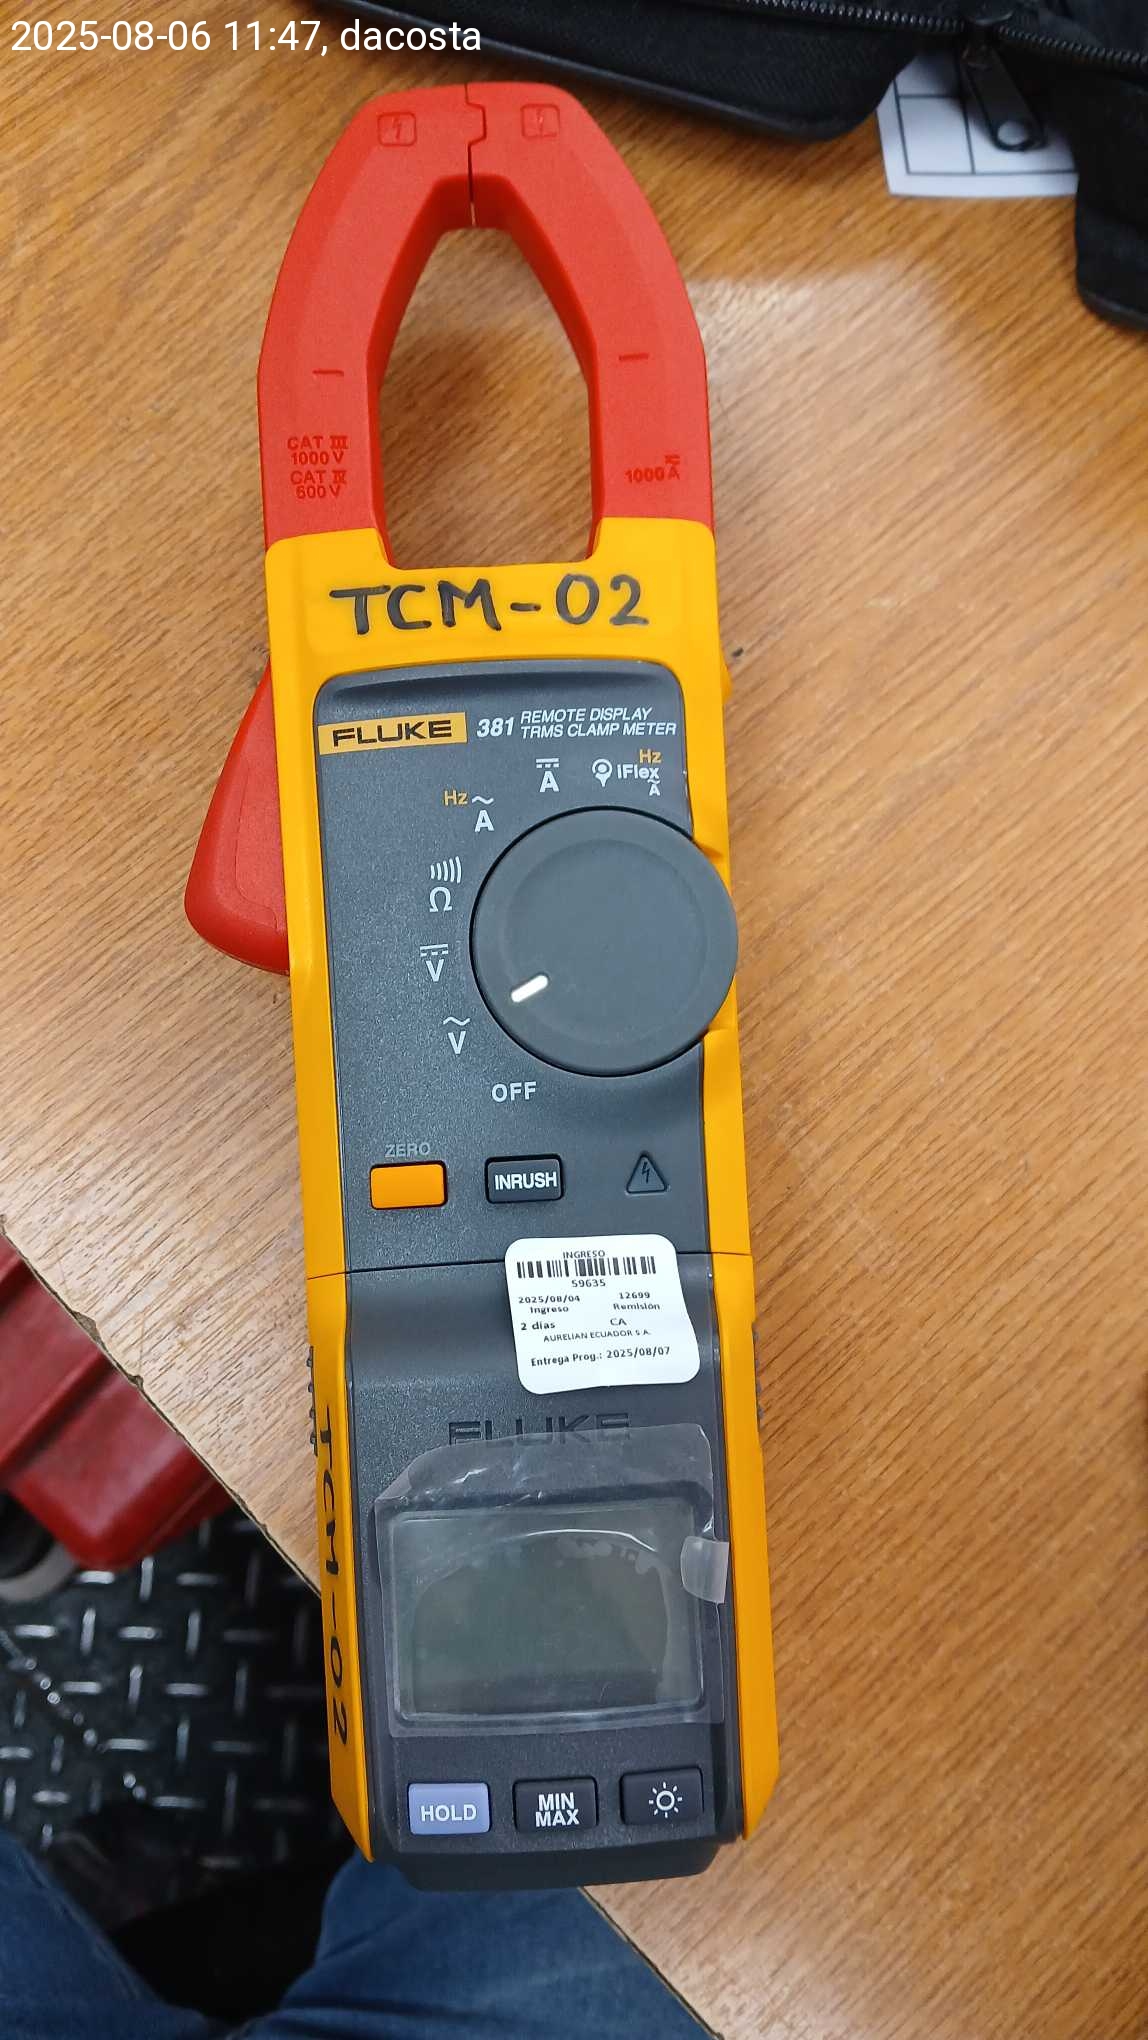 2025-08-06 11:47, dacosta
CAT III
1000 V
CAT IV
600 V
1000 A
TCM-02
FLUKE 381 REMOTE DISPLAY
TRMS CLAMP METER
Hz
A
iFlex
A
Hz
A
Ω
V
V
OFF
ZERO
INRUSH
INGRESO
59635
2025/08/04 12699
Ingreso Remisión
2 días CA
AURELIAN ECUADOR S.A.
Entrega Prog.: 2025/08/07
FLUKE
TCM-02
HOLD
MIN
MAX